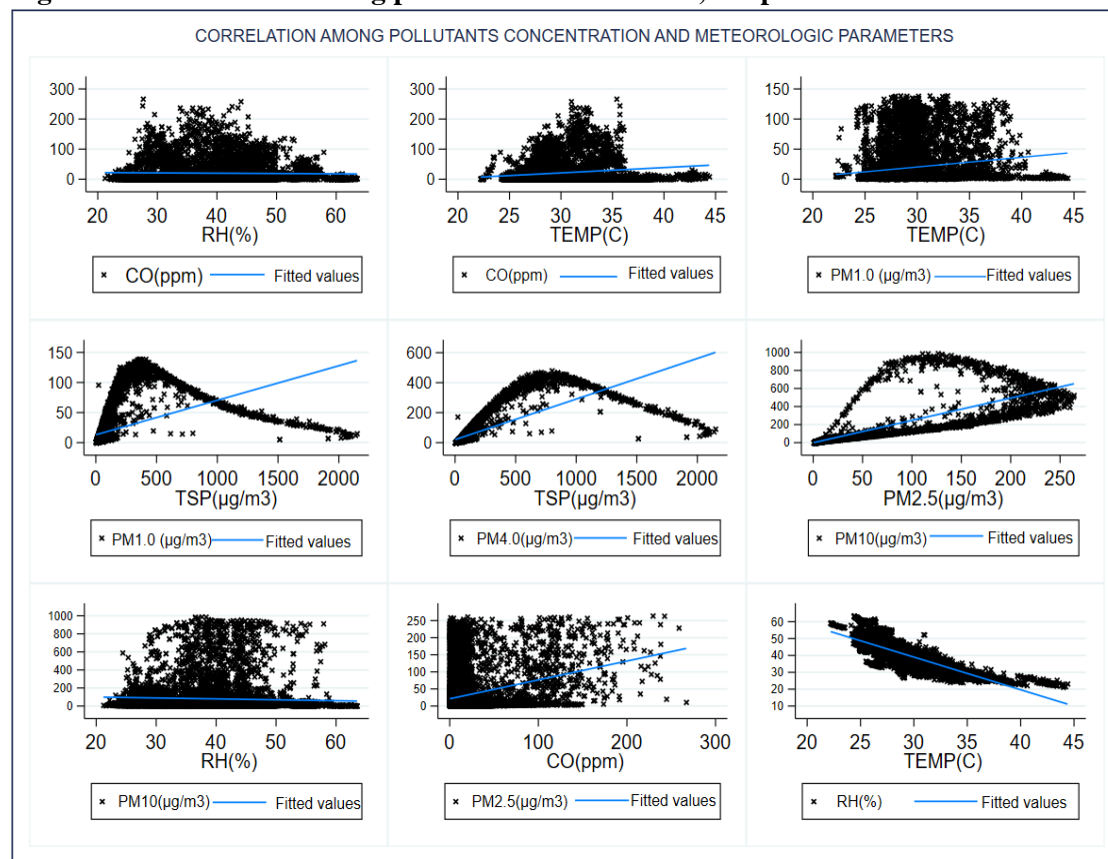 CORRELATION AMONG POLLUTANTS CONCENTRATION AND METEOROLOGIC PARAMETERS
300
200
100
0
20 30 40 50 60
RH(%)
CO(ppm) Fitted values
300
200
100
0
20 25 30 35 40 45
TEMP(C)
CO(ppm) Fitted values
150
100
50
0
20 25 30 35 40 45
TEMP(C)
PM1.0 (µg/m3) Fitted values
150
100
50
0
0 500 1000 1500 2000
TSP(µg/m3)
PM1.0 (µg/m3) Fitted values
600
400
200
0
0 500 1000 1500 2000
TSP(µg/m3)
PM4.0(µg/m3) Fitted values
1000
800
600
400
200
0
0 50 100 150 200 250
PM2.5(µg/m3)
PM10(µg/m3) Fitted values
1000
800
600
400
200
0
20 30 40 50 60
RH(%)
PM10(µg/m3) Fitted values
250
200
150
100
50
0
0 100 200 300
CO(ppm)
PM2.5(µg/m3) Fitted values
60
50
40
30
20
10
20 25 30 35 40 45
TEMP(C)
RH(%) Fitted values